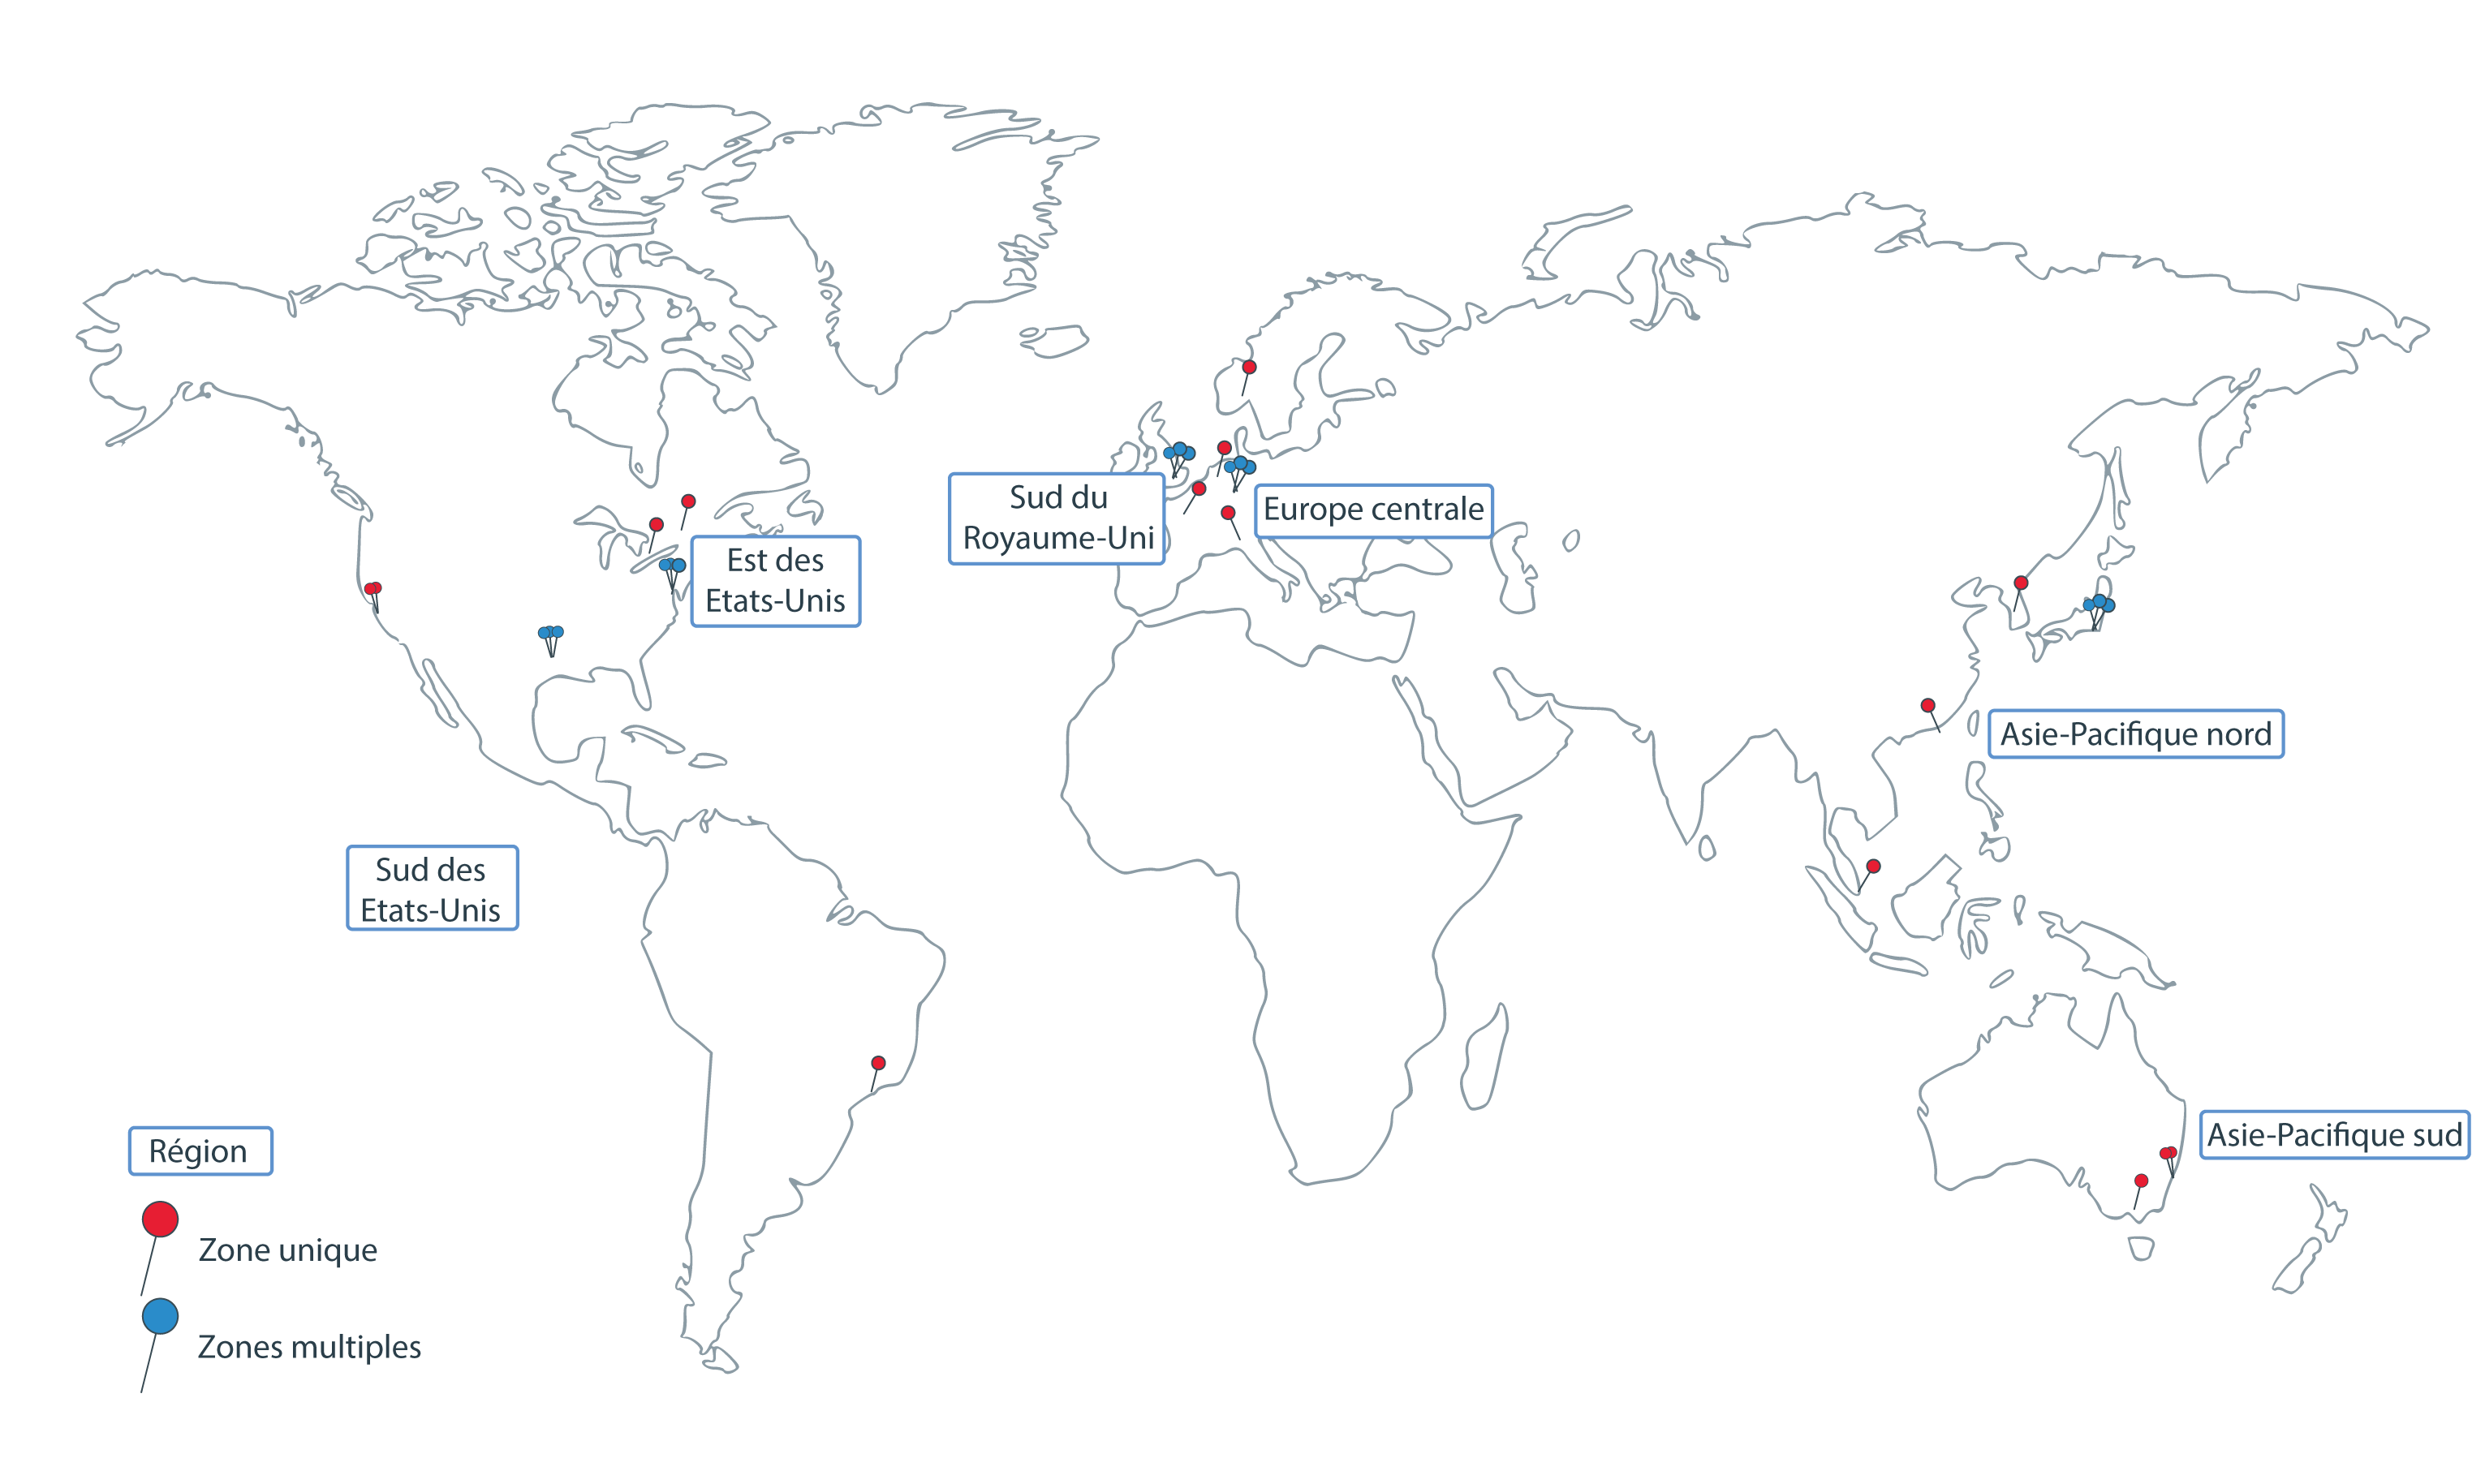 Sud du
Royaume-Uni
Europe centrale
Est des
Etats-Unis
Asie-Pacifique nord
Sud des
Etats-Unis
Asie-Pacifique sud
Région
Zone unique
Zones multiples